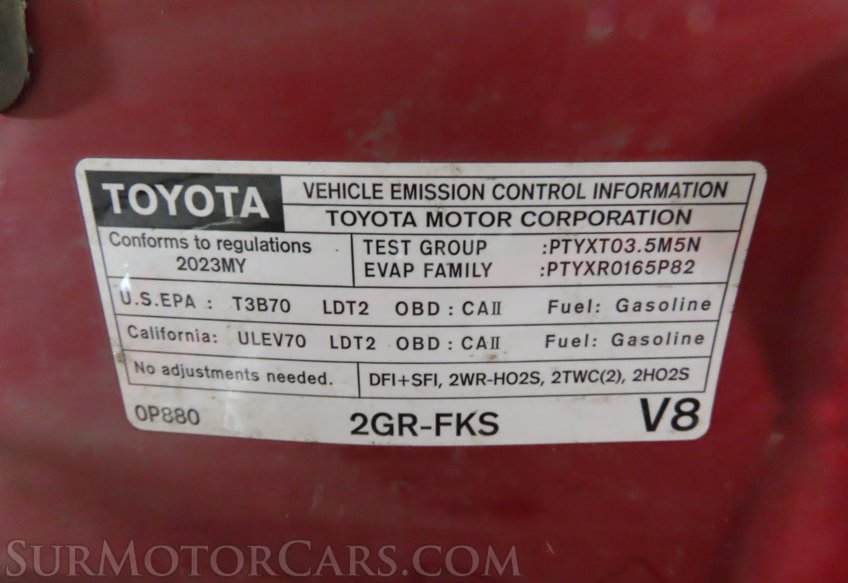 TOYOTA VEHICLE EMISSION CONTROL INFORMATION
TOYOTA MOTOR CORPORATION
Conforms to regulations
2023MY
TEST GROUP :PTYXT03.5M5N
EVAP FAMILY :PTYXR0165P82
U.S.EPA : T3B70 LDT2 OBD : CAⅡ Fuel: Gasoline
California: ULEV70 LDT2 OBD : CAⅡ Fuel: Gasoline
No adjustments needed. DFI+SFI, 2WR-HO2S, 2TWC(2), 2HO2S
0P880 2GR-FKS V8
SurMotorCars.com